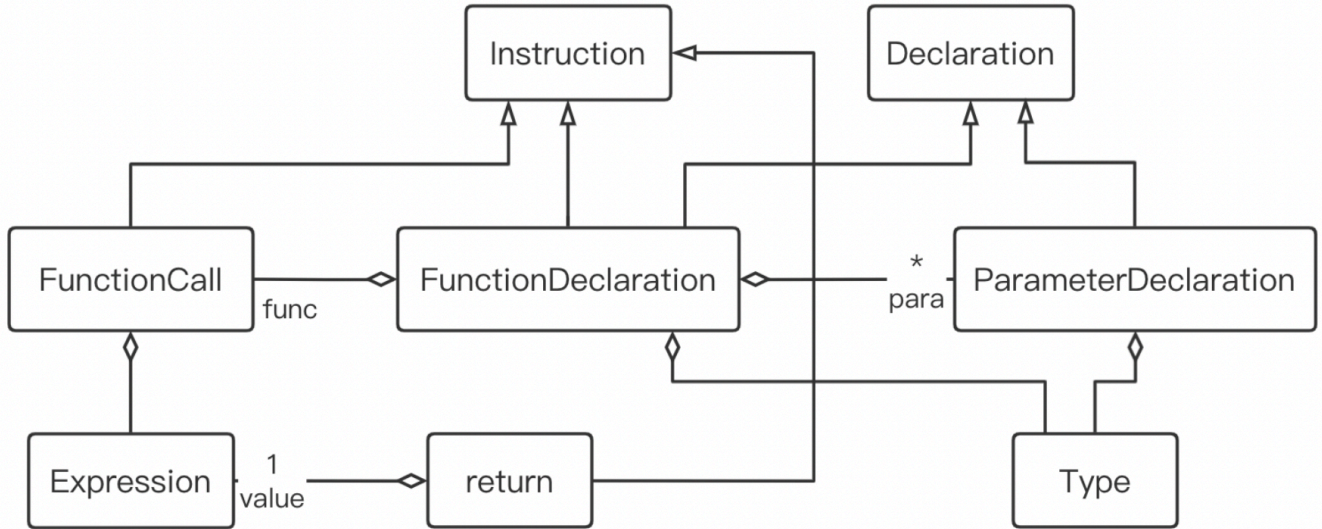 Instruction
Declaration
FunctionCall
func
FunctionDeclaration
*
para
ParameterDeclaration
Expression
1
value
return
Type